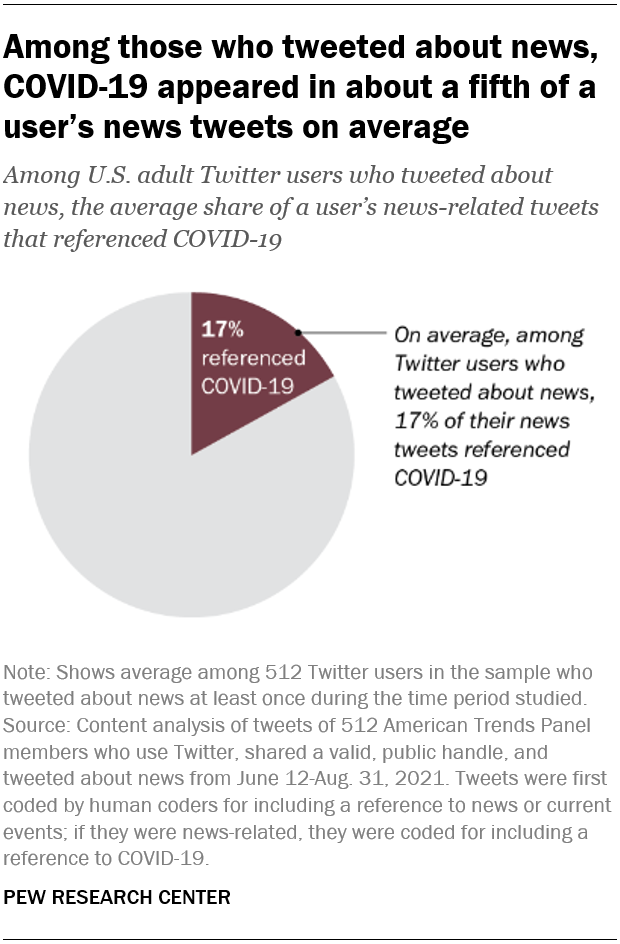 Among those who tweeted about news,
COVID-19 appeared in about a fifth of a
user’s news tweets on average
Among U.S. adult Twitter users who tweeted about
news, the average share of a user’s news-related tweets
that referenced COVID-19
17%
referenced
COVID-19
On average, among
Twitter users who
tweeted about news,
17% of their news
tweets referenced
COVID-19
Note: Shows average among 512 Twitter users in the sample who
tweeted about news at least once during the time period studied.
Source: Content analysis of tweets of 512 American Trends Panel
members who use Twitter, shared a valid, public handle, and
tweeted about news from June 12-Aug. 31, 2021. Tweets were first
coded by human coders for including a reference to news or current
events; if they were news-related, they were coded for including a
reference to COVID-19.
PEW RESEARCH CENTER